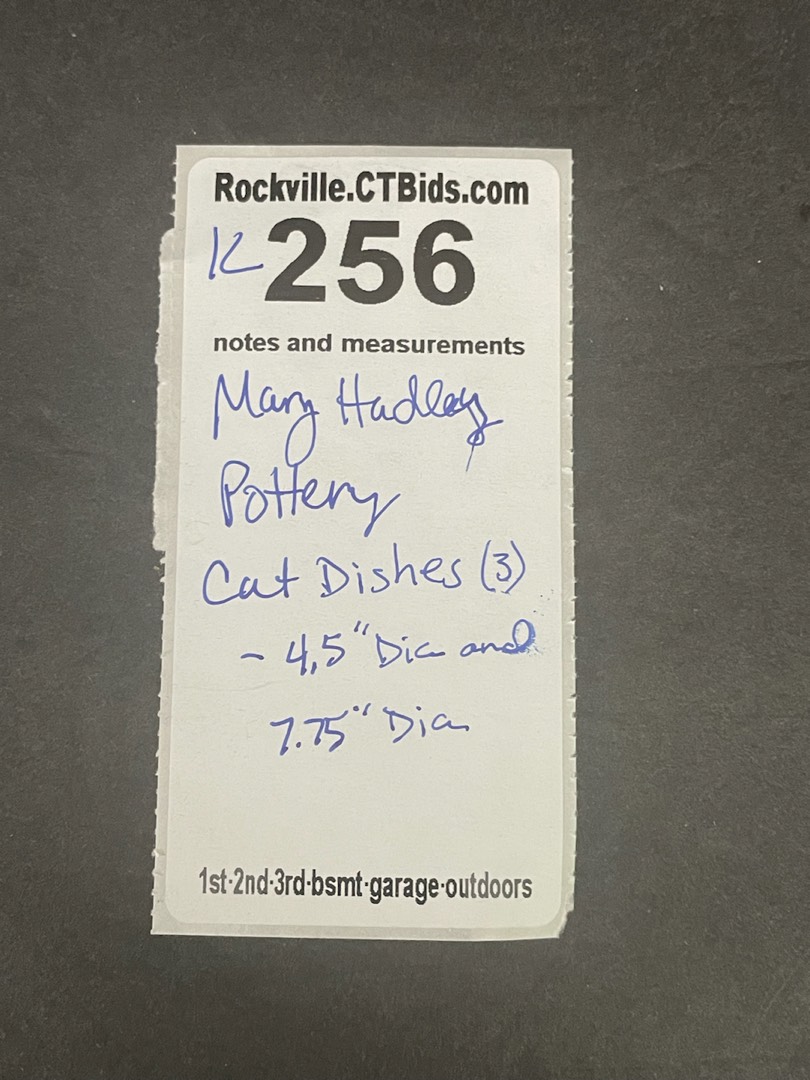 Rockville.CTBids.com
K 256
notes and measurements
Mary Hadley
Pottery
Cat Dishes (3)
- 4.5" Dia and
7.75" Dia
1st·2nd·3rd·bsmt·garage·outdoors